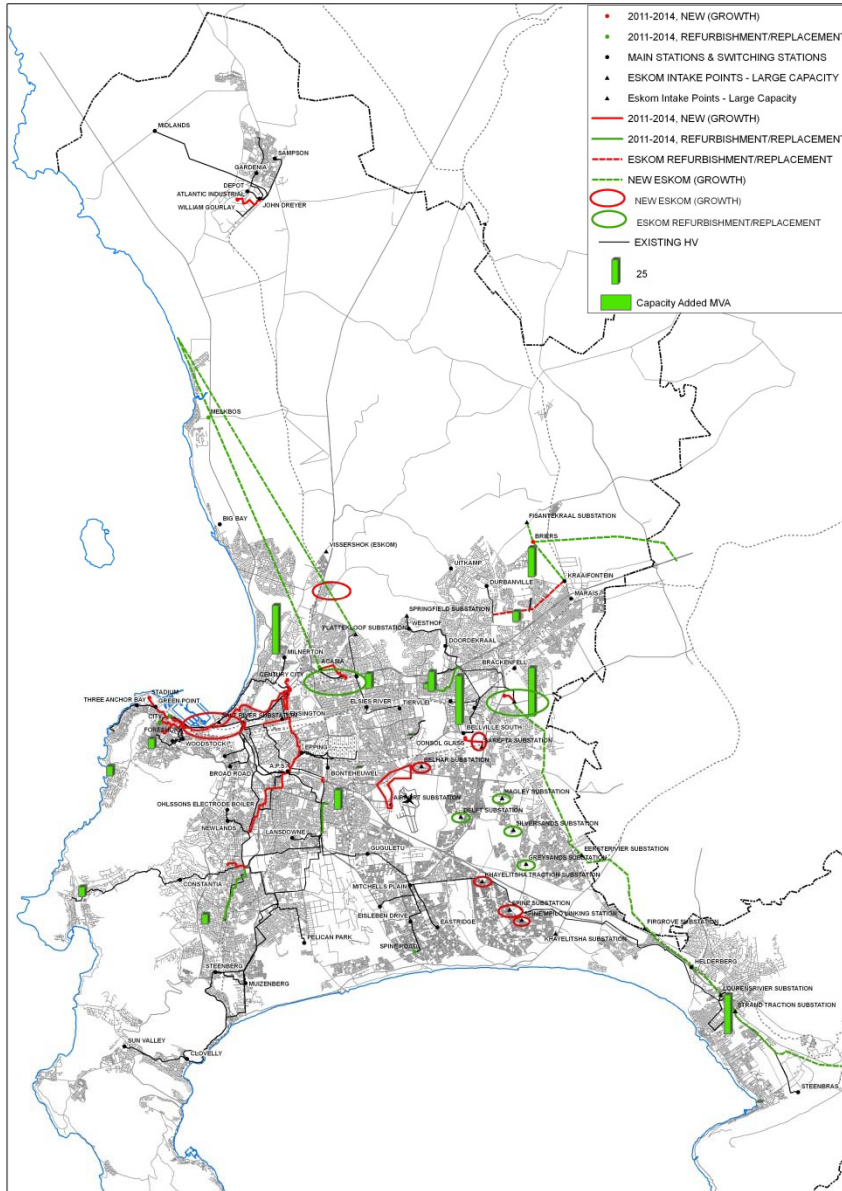 2011-2014, NEW (GROWTH)
2011-2014, REFURBISHMENT/REPLACEMENT
MAIN STATIONS & SWITCHING STATIONS
ESKOM INTAKE POINTS - LARGE CAPACITY
Eskom Intake Points - Large Capacity
2011-2014, NEW (GROWTH)
2011-2014, REFURBISHMENT/REPLACEMENT
ESKOM REFURBISHMENT/REPLACEMENT
NEW ESKOM (GROWTH)
NEW ESKOM (GROWTH)
ESKOM REFURBISHMENT/REPLACEMENT
EXISTING HV
25
Capacity Added MVA
MIDLANDS
SAMPSON
GARDENIA
DEPOT
ATLANTIC INDUSTRIAL
WILLIAM GOURLAY
JOHN DREYER
MELKBOS
BIG BAY
FISANTEKRAAL SUBSTATION
BRIERS
VISSERSHOK (ESKOM)
UITKAMP
KRAAIFONTEIN
DURBANVILLE
MARAIS
SPRINGFIELD SUBSTATION
PLATTEKLOOF SUBSTATION
WESTHOF
DOORDEKRAAL
MILNERTON
ACASIA
BRACKENFELL
CENTURY CITY
STADIUM
THREE ANCHOR BAY
GREEN POINT
ELSIES RIVER
TIERVLEI
CITY
BELLVILLE SOUTH
CONSOL GLASS
WOODSTOCK
EPPING
BROAD ROAD
A.P.S.
BONTEHEUWEL
BELHAR SUBSTATION
OHLSSONS ELECTRODE BOILER
NEWLANDS
LANSDOWNE
DELFT SUBSTATION
SILVERSANDS SUBSTATION
GUGULETU
EERSTERIVIER SUBSTATION
GREYSANDS SUBSTATION
KHAYELITSHA TRACTION SUBSTATION
CONSTANTIA
MITCHELLS PLAIN
SPINE SUBSTATION
EISLEBEN DRIVE
EASTRIDGE
FIRGROVE SUBSTATION
KHAYELITSHA SUBSTATION
PELICAN PARK
SPINE ROAD
STEENBERG
HELDERBERG
MUIZENBERG
LOURENSRIVIER SUBSTATION
STRAND TRACTION SUBSTATION
SUN VALLEY
CLOVELLY
STEENBRAS